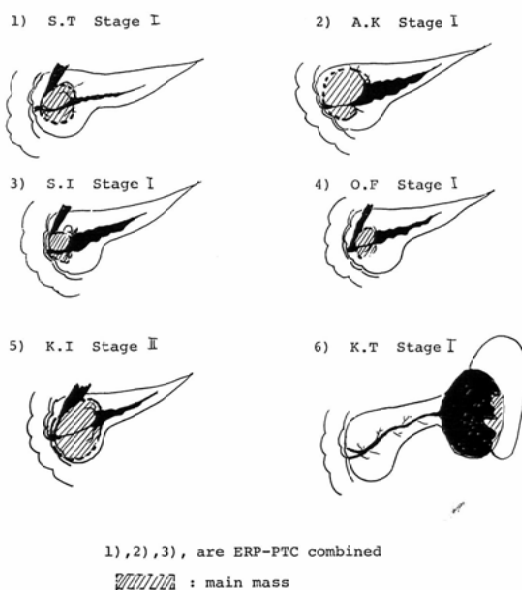 1) S.T Stage I
2) A.K Stage I
3) S.I Stage I
4) O.F Stage I
5) K.I Stage II
6) K.T Stage I
1),2),3), are ERP-PTC combined
: main mass